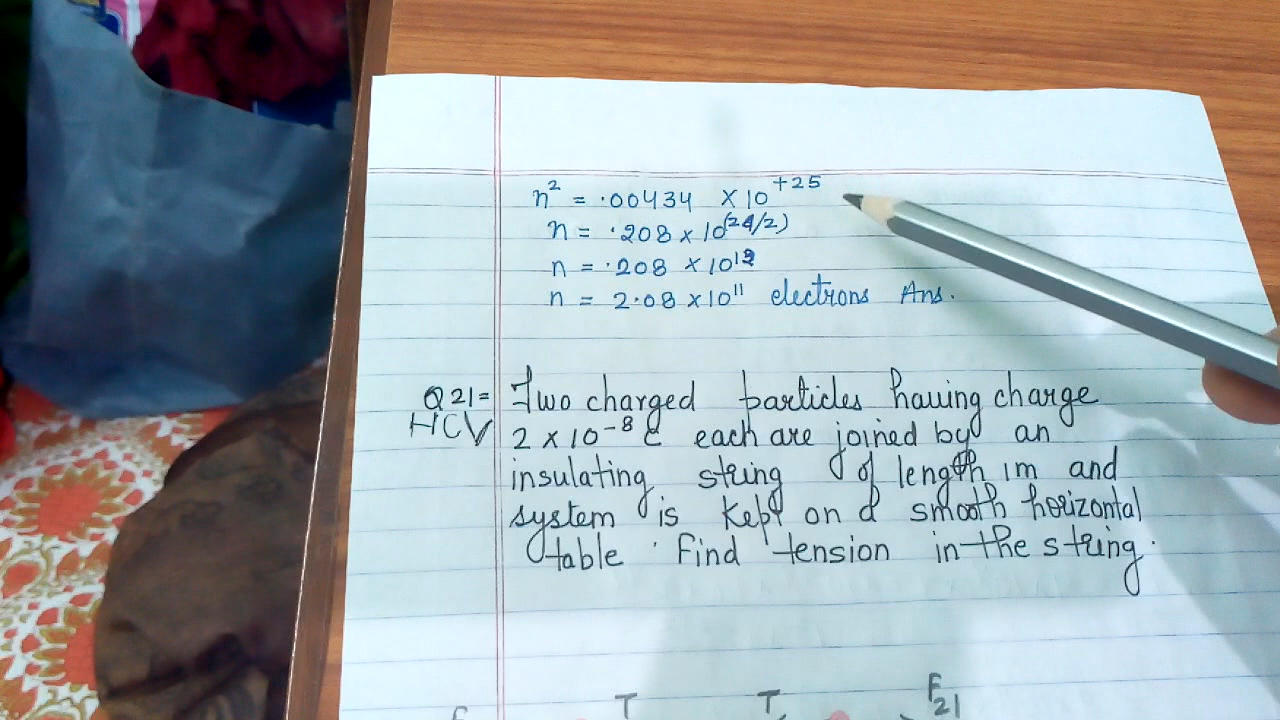 n² = .00434 × 10⁺²⁵
n = .208 × 10⁽²⁴/²⁾
n = .208 × 10¹²
n = 2.08 × 10¹¹ electrons Ans.
Q 21 = Two charged particles having charge
HCV 2 × 10⁻⁸ C each are joined by an
insulating string of length 1m and
system is kept on a smooth horizontal
table. Find tension in the string.
T T F₂₁